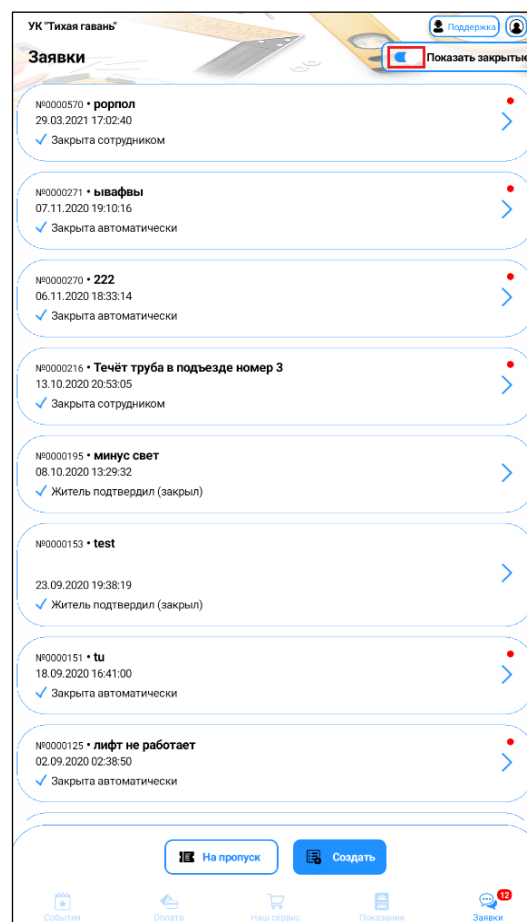 УК "Тихая гавань"
Поддержка
Заявки
Показать закрытые
№0000570 • рорпол
29.03.2021 17:02:40
Закрыта сотрудником
№0000271 • ывафвы
07.11.2020 19:10:16
Закрыта автоматически
№0000270 • 222
06.11.2020 18:33:14
Закрыта автоматически
№0000216 • Течёт труба в подъезде номер 3
13.10.2020 20:53:05
Закрыта сотрудником
№0000195 • минус свет
08.10.2020 13:29:32
Житель подтвердил (закрыл)
№0000153 • test
23.09.2020 19:38:19
Житель подтвердил (закрыл)
№0000151 • tu
18.09.2020 16:41:00
Закрыта автоматически
№0000125 • лифт не работает
02.09.2020 02:38:50
Закрыта автоматически
На пропуск
Создать
12
События
Оплата
Наш сервис
Показания
Заявки